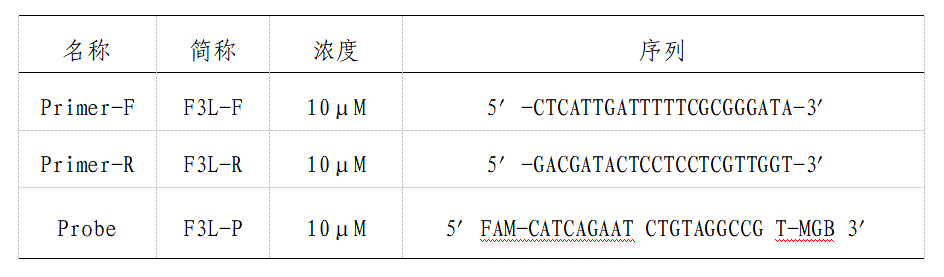 名称 简称 浓度 序列
Primer-F F3L-F 10μM 5′ -CTCATTGATTTTTCGCGGGATA-3′
Primer-R F3L-R 10μM 5′ -GACGATACTCCTCCTCGTTGGT-3′
Probe F3L-P 10μM 5′ FAM-CATCAGAAT CTGTAGGCCG T-MGB 3′